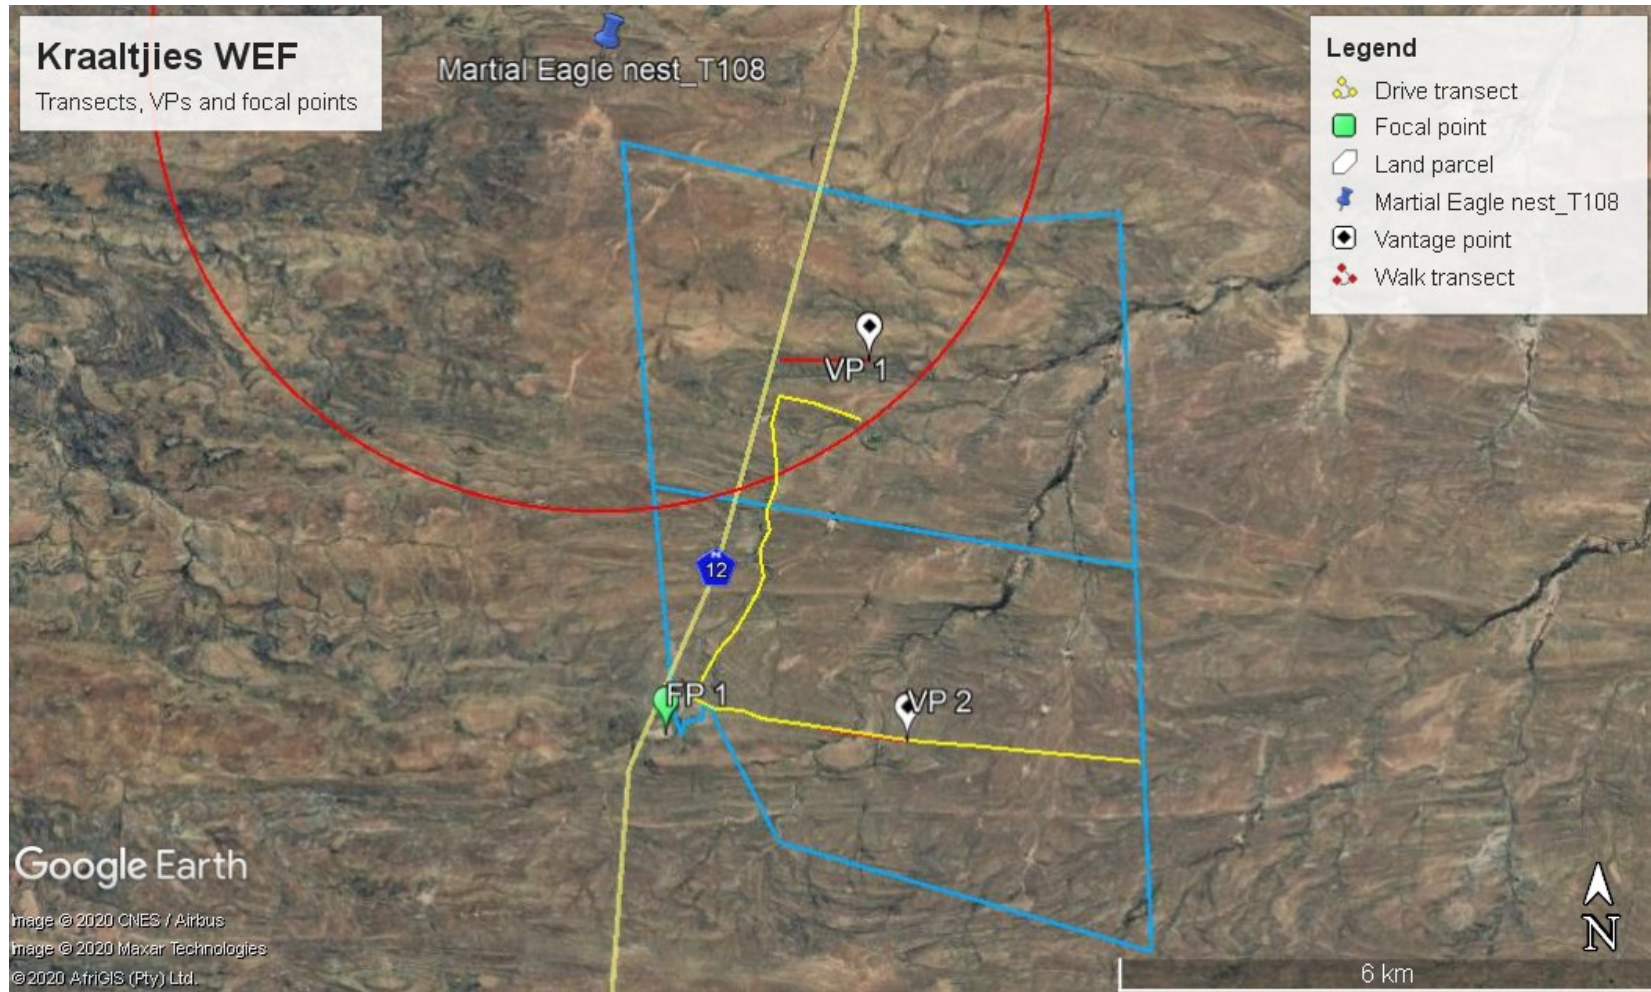 Kraaltjies WEF
Transects, VPs and focal points
Martial Eagle nest_T108
Legend
Drive transect
Focal point
Land parcel
Martial Eagle nest_T108
Vantage point
Walk transect
VP 1
N
12
FP 1
VP 2
Google Earth
Image © 2020 CNES / Airbus
Image © 2020 Maxar Technologies
©2020 AfriGIS (Pty) Ltd.
N
6 km